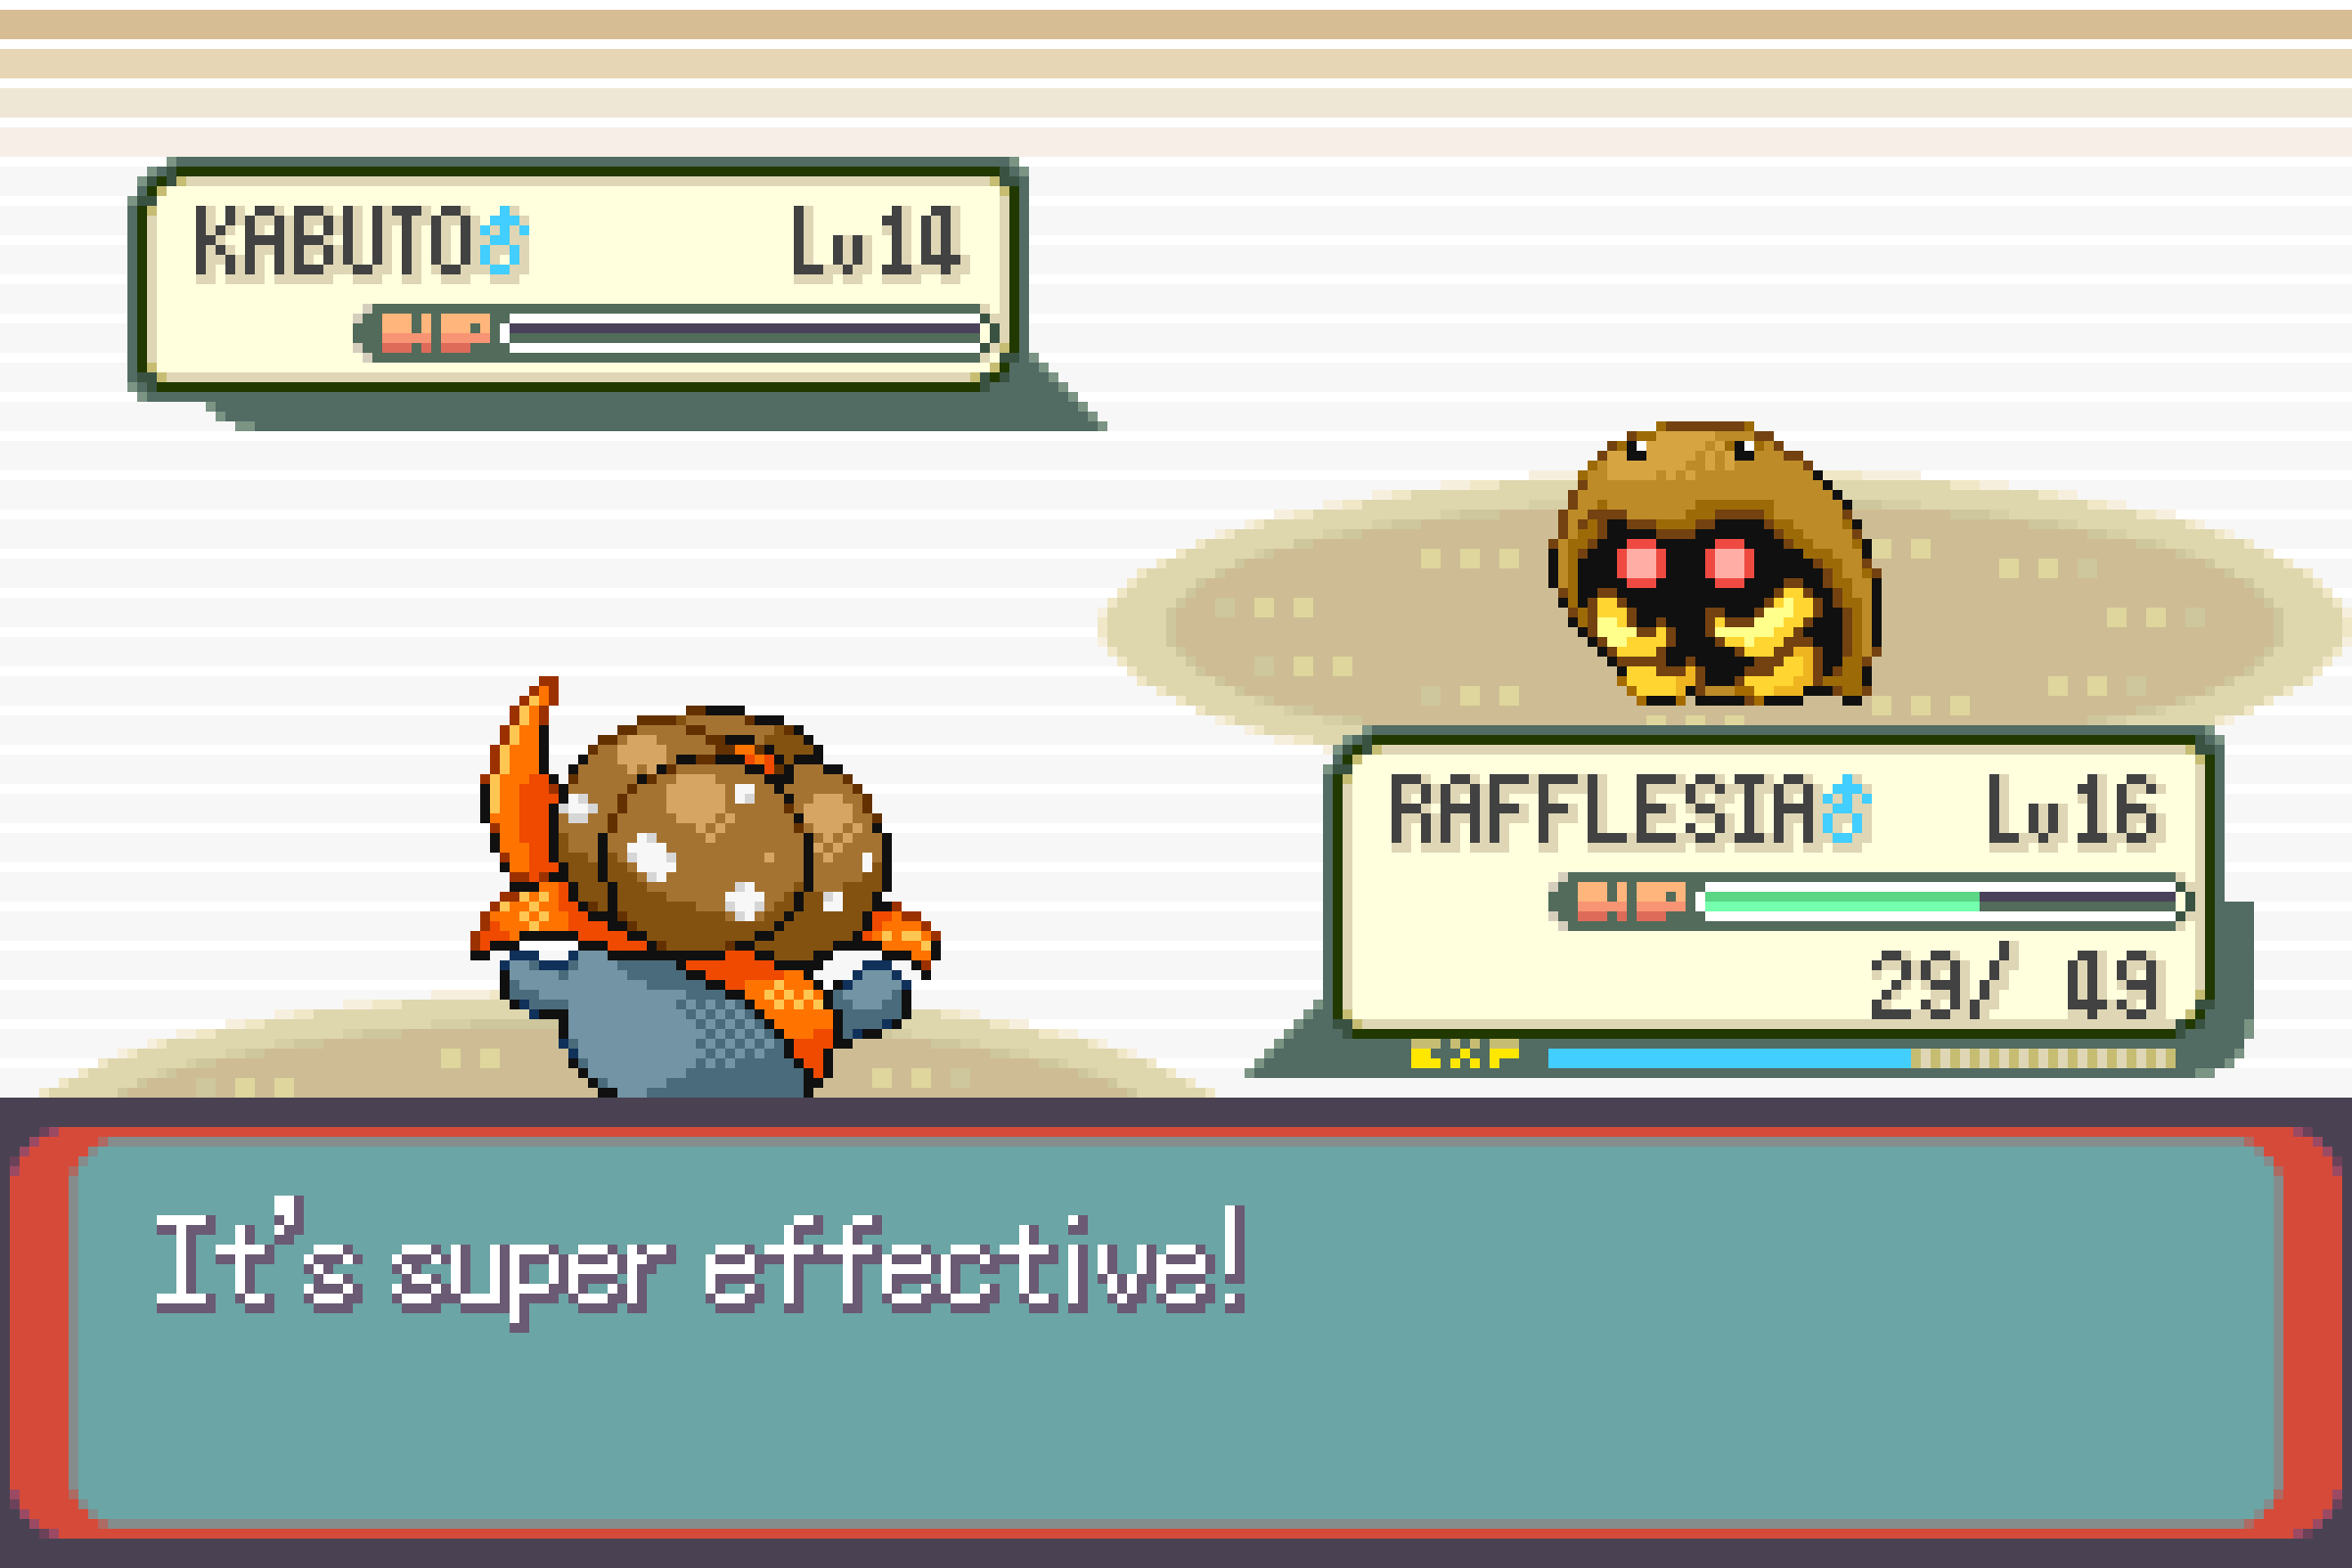 KABUTO♂ Lv14
HP
RAFFLESIA♂ Lv16
HP
29/ 49
EXP
It's super effective!